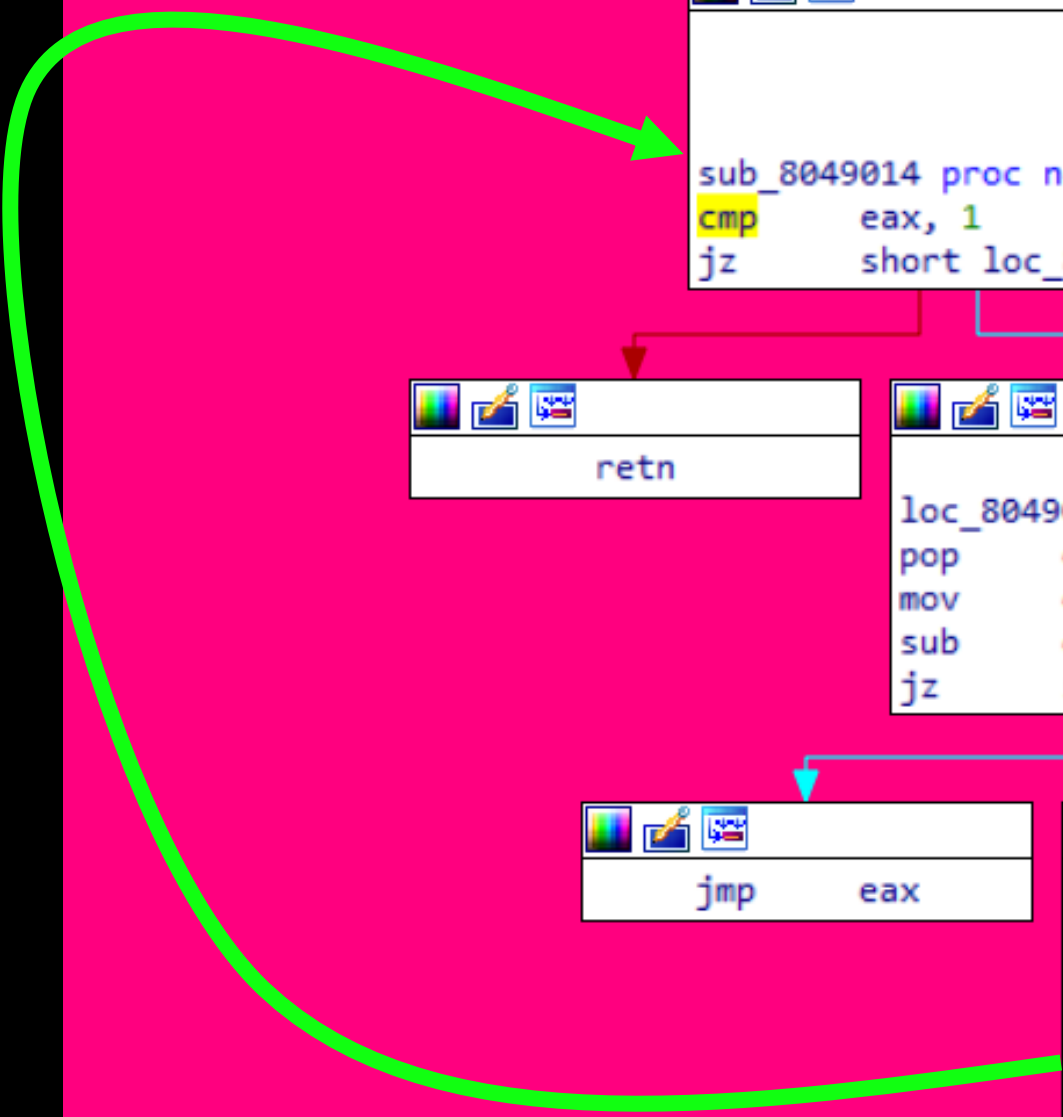 sub_8049014 proc n
cmp eax, 1
jz short loc_
retn
loc_8049
pop
mov
sub
jz
jmp eax